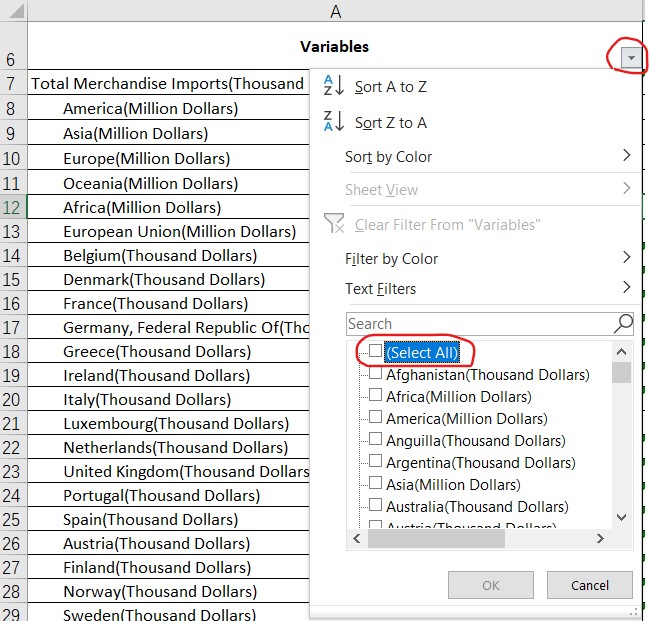 A
6
Variables
7
Total Merchandise Imports(Thousand
8
America(Million Dollars)
9
Asia(Million Dollars)
10
Europe(Million Dollars)
11
Oceania(Million Dollars)
12
Africa(Million Dollars)
13
European Union(Million Dollars)
14
Belgium(Thousand Dollars)
15
Denmark(Thousand Dollars)
16
France(Thousand Dollars)
17
Germany, Federal Republic Of(Tho
18
Greece(Thousand Dollars)
19
Ireland(Thousand Dollars)
20
Italy(Thousand Dollars)
21
Luxembourg(Thousand Dollars)
22
Netherlands(Thousand Dollars)
23
United Kingdom(Thousand Dollars
24
Portugal(Thousand Dollars)
25
Spain(Thousand Dollars)
26
Austria(Thousand Dollars)
27
Finland(Thousand Dollars)
28
Norway(Thousand Dollars)
29
Sweden(Thousand Dollars)
Sort A to Z
Sort Z to A
Sort by Color
Sheet View
Clear Filter From "Variables"
Filter by Color
Text Filters
Search
(Select All)
Afghanistan(Thousand Dollars)
Africa(Million Dollars)
America(Million Dollars)
Anguilla(Thousand Dollars)
Argentina(Thousand Dollars)
Asia(Million Dollars)
Australia(Thousand Dollars)
Austria(Thousand Dollars)
OK
Cancel